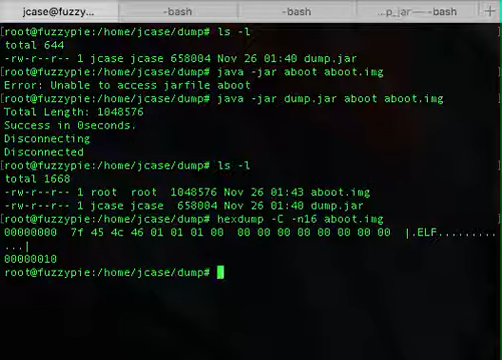 jcase@fuzzy... -bash -bash ...p_jar — -bash
[root@fuzzypie:/home/jcase/dump# ls -l
total 644
-rw-r--r-- 1 jcase jcase 658004 Nov 26 01:40 dump.jar
[root@fuzzypie:/home/jcase/dump# java -jar aboot aboot.img
Error: Unable to access jarfile aboot
[root@fuzzypie:/home/jcase/dump# java -jar dump.jar aboot aboot.img
Total Length: 1048576
Success in 0seconds.
Disconnecting
Disconnected
[root@fuzzypie:/home/jcase/dump# ls -l
total 1668
-rw-r--r-- 1 root  root  1048576 Nov 26 01:43 aboot.img
-rw-r--r-- 1 jcase jcase  658004 Nov 26 01:40 dump.jar
[root@fuzzypie:/home/jcase/dump# hexdump -C -n16 aboot.img
00000000  7f 45 4c 46 01 01 01 00  00 00 00 00 00 00 00 00  |.ELF.........
...|
00000010
root@fuzzypie:/home/jcase/dump#